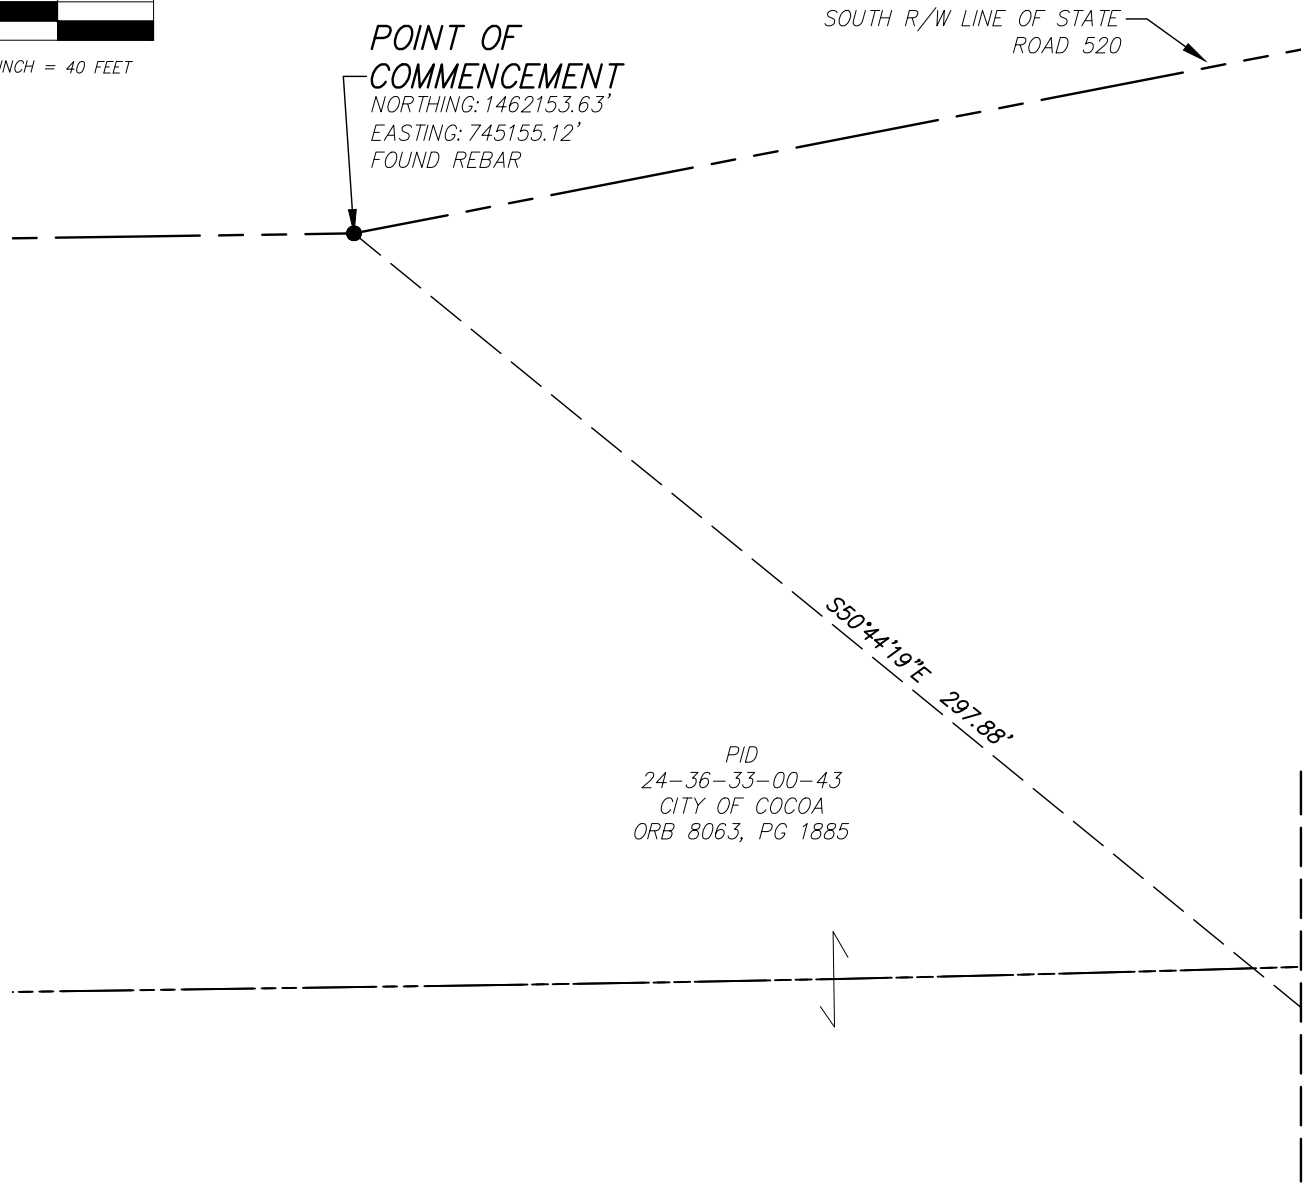 INCH = 40 FEET
POINT OF
COMMENCEMENT
NORTHING: 1462153.63'
EASTING: 745155.12'
FOUND REBAR
SOUTH R/W LINE OF STATE
ROAD 520
S50°44'19"E 297.88'
PID
24-36-33-00-43
CITY OF COCOA
ORB 8063, PG 1885